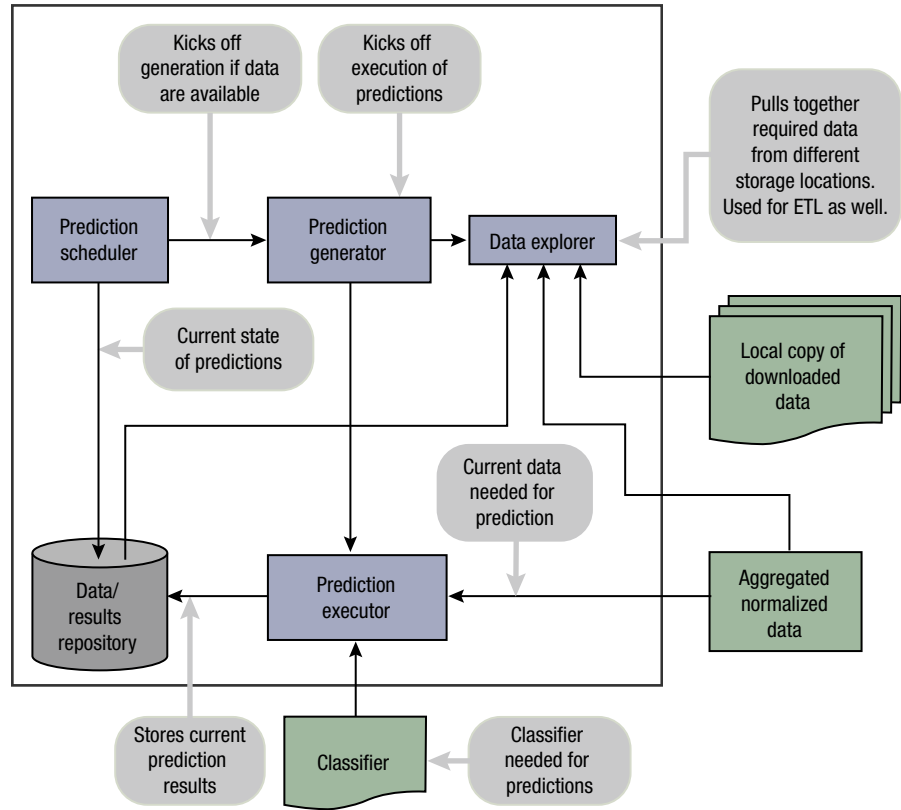 Kicks off
generation if data
are available
Kicks off
execution of
predictions
Pulls together
required data
from different
storage locations.
Used for ETL as well.
Prediction
scheduler
Prediction
generator
Data explorer
Current state
of predictions
Local copy of
downloaded
data
Current data
needed for
prediction
Data/
results
repository
Prediction
executor
Aggregated
normalized
data
Stores current
prediction
results
Classifier
Classifier
needed for
predictions